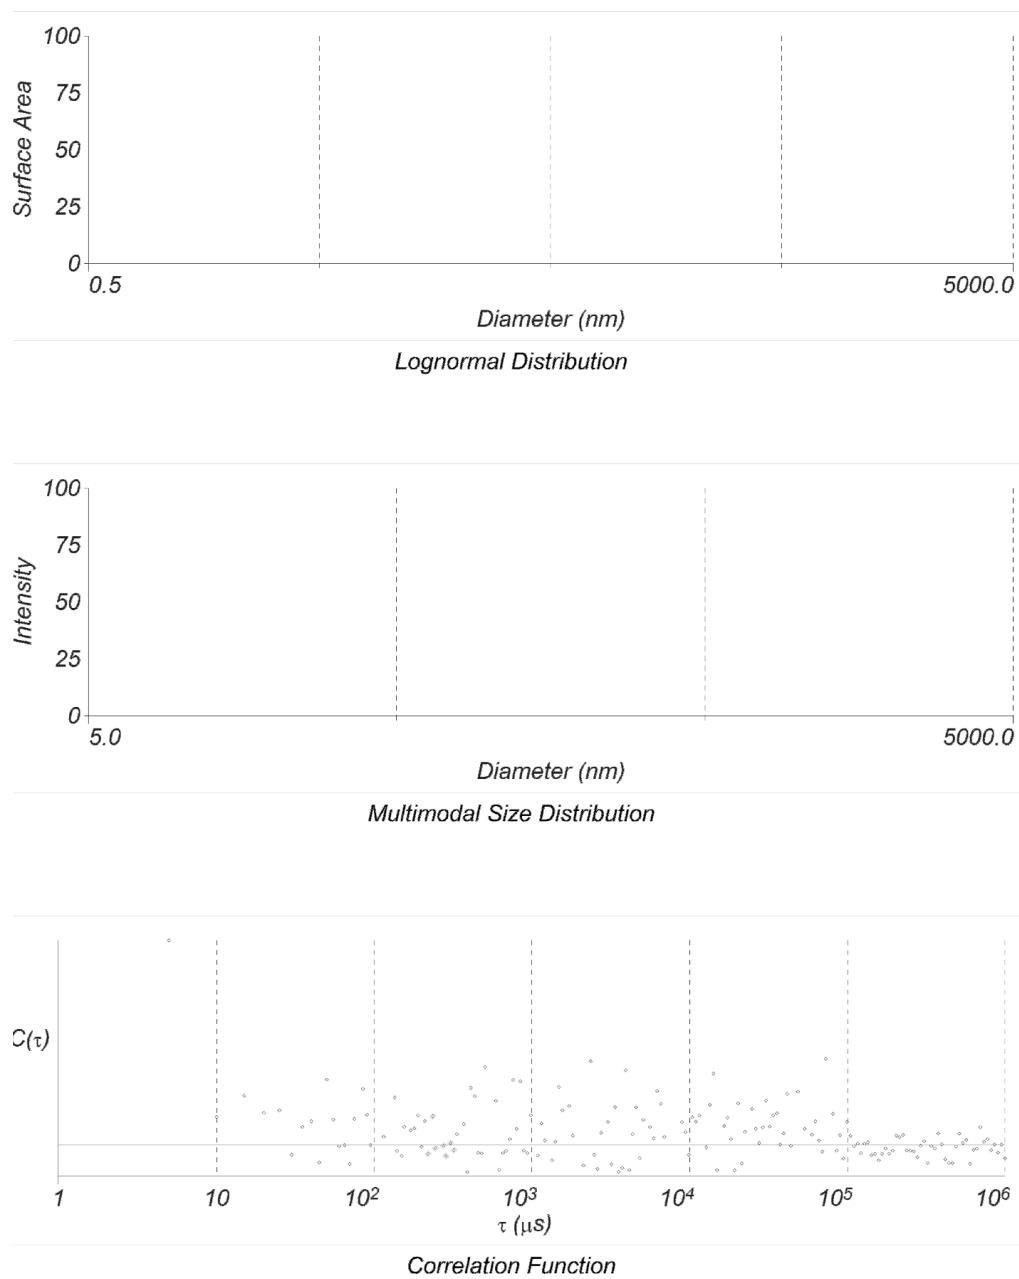 100
75
50
25
0
Surface Area
0.5 5000.0
Diameter (nm)
Lognormal Distribution
100
75
50
25
0
Intensity
5.0 5000.0
Diameter (nm)
Multimodal Size Distribution
C(τ)
1 10 10² 10³ 10⁴ 10⁵ 10⁶
τ (μs)
Correlation Function